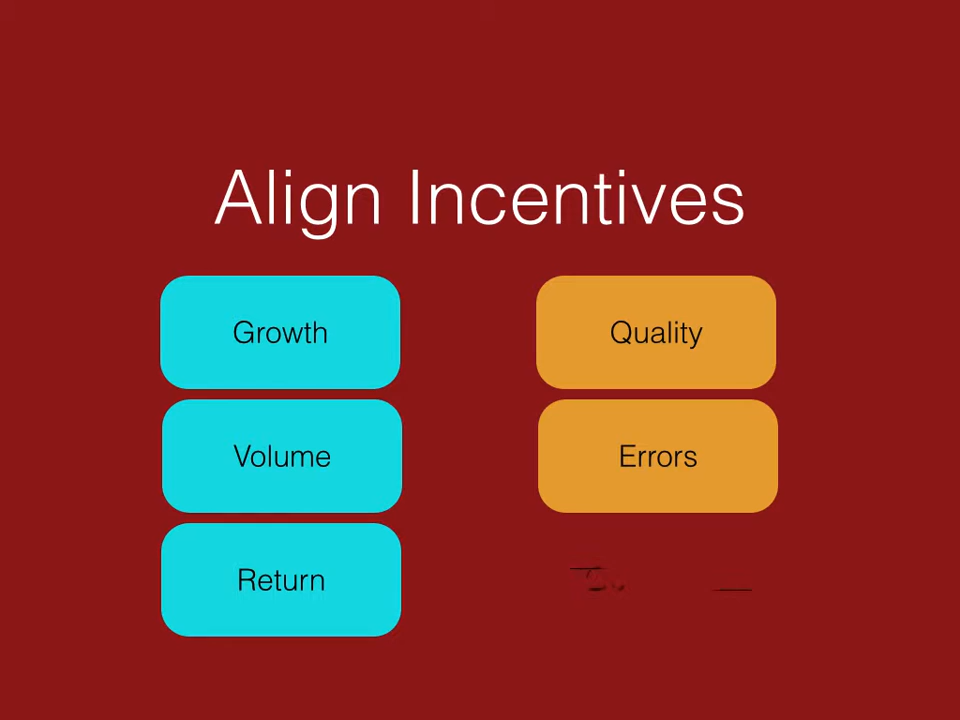 Align Incentives
Growth
Quality
Volume
Errors
Return